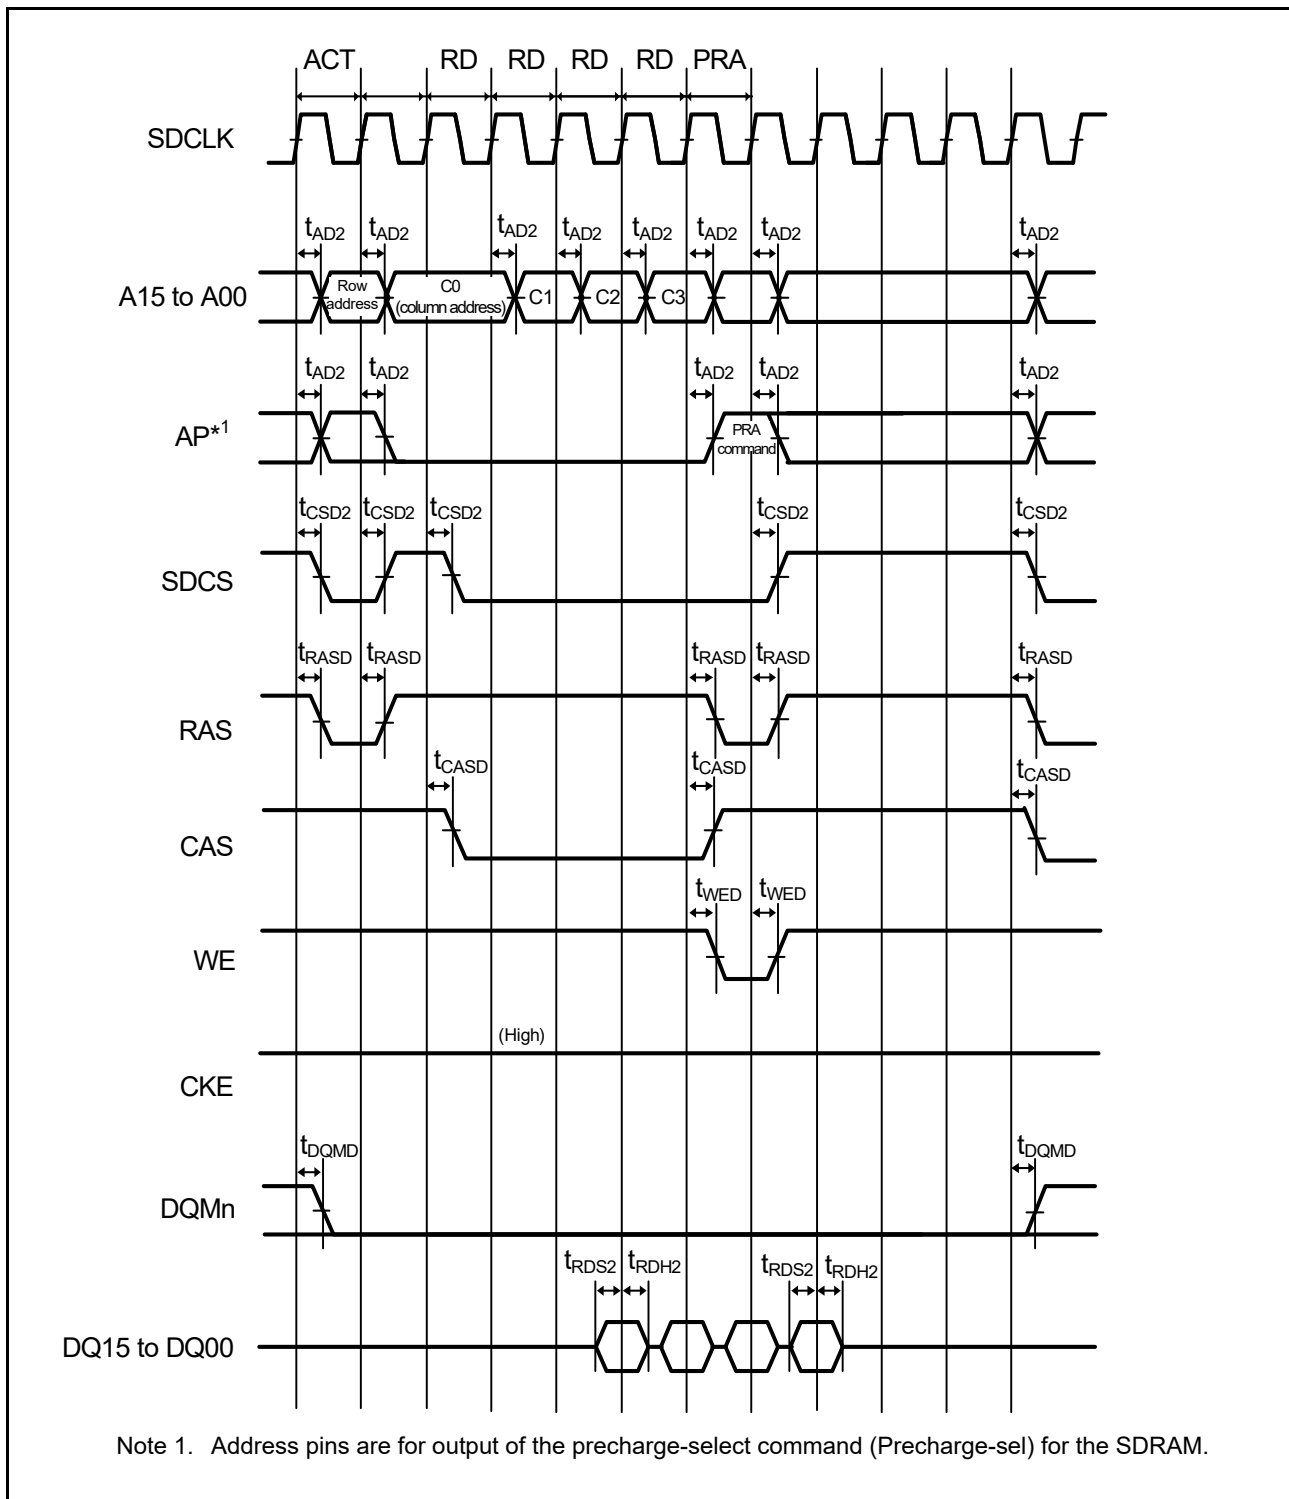 ACT RD RD RD RD PRA
SDCLK
tAD2 tAD2 tAD2 tAD2 tAD2 tAD2 tAD2 tAD2
A15 to A00
Row address
C0 (column address)
C1 C2 C3
tAD2 tAD2 tAD2 tAD2 tAD2
AP*1
PRA command
tCSD2 tCSD2 tCSD2 tCSD2 tCSD2
SDCS
tRASD tRASD tRASD tRASD tRASD
RAS
tCASD tCASD tCASD
CAS
tWED tWED
WE
(High)
CKE
tDQMD tDQMD
DQMn
tRDS2 tRDH2 tRDS2 tRDH2
DQ15 to DQ00
Note 1. Address pins are for output of the precharge-select command (Precharge-sel) for the SDRAM.